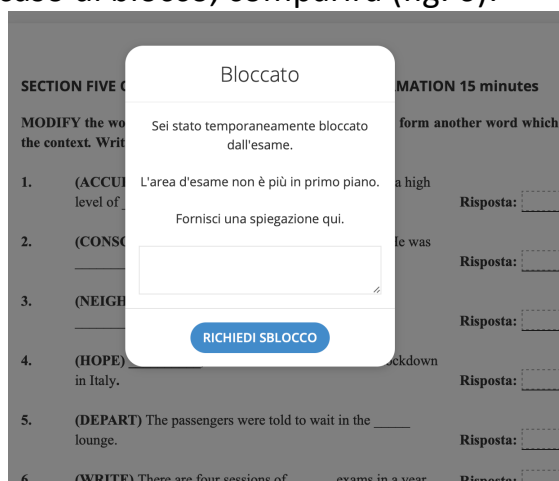 caso di blocco, comparirà (fig. 8).
Bloccato
SECTION FIVE
MATION 15 minutes
MODIFY the
form another word which
the context. Writ
Sei stato temporaneamente bloccato
dall'esame.
L'area d'esame non è più in primo piano.
Fornisci una spiegazione qui.
RICHIEDI SBLOCCO
1. a high
level of Risposta:
2. He was
Risposta:
3. (NEIGH
Risposta:
4. (HOPE) ckdown
in Italy. Risposta:
5. (DEPART) The passengers were told to wait in the _____
lounge. Risposta:
6. (WRITE) There are four sessions of exams in a year. Risposta: